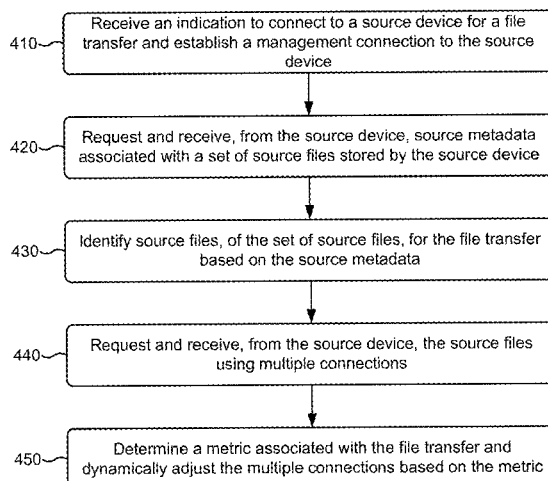 Receive an indication to connect to a source device for a file
410
transfer and establish a management connection to the source
device
420
Request and receive, from the source device, source metadata
associated with a set of source files stored by the source device
430
Identify source files, of the set of source files, for the file transfer
based on the source metadata
440
Request and receive, from the source device, the source files
using multiple connections
450
Determine a metric associated with the file transfer and
dynamically adjust the multiple connections based on the metric